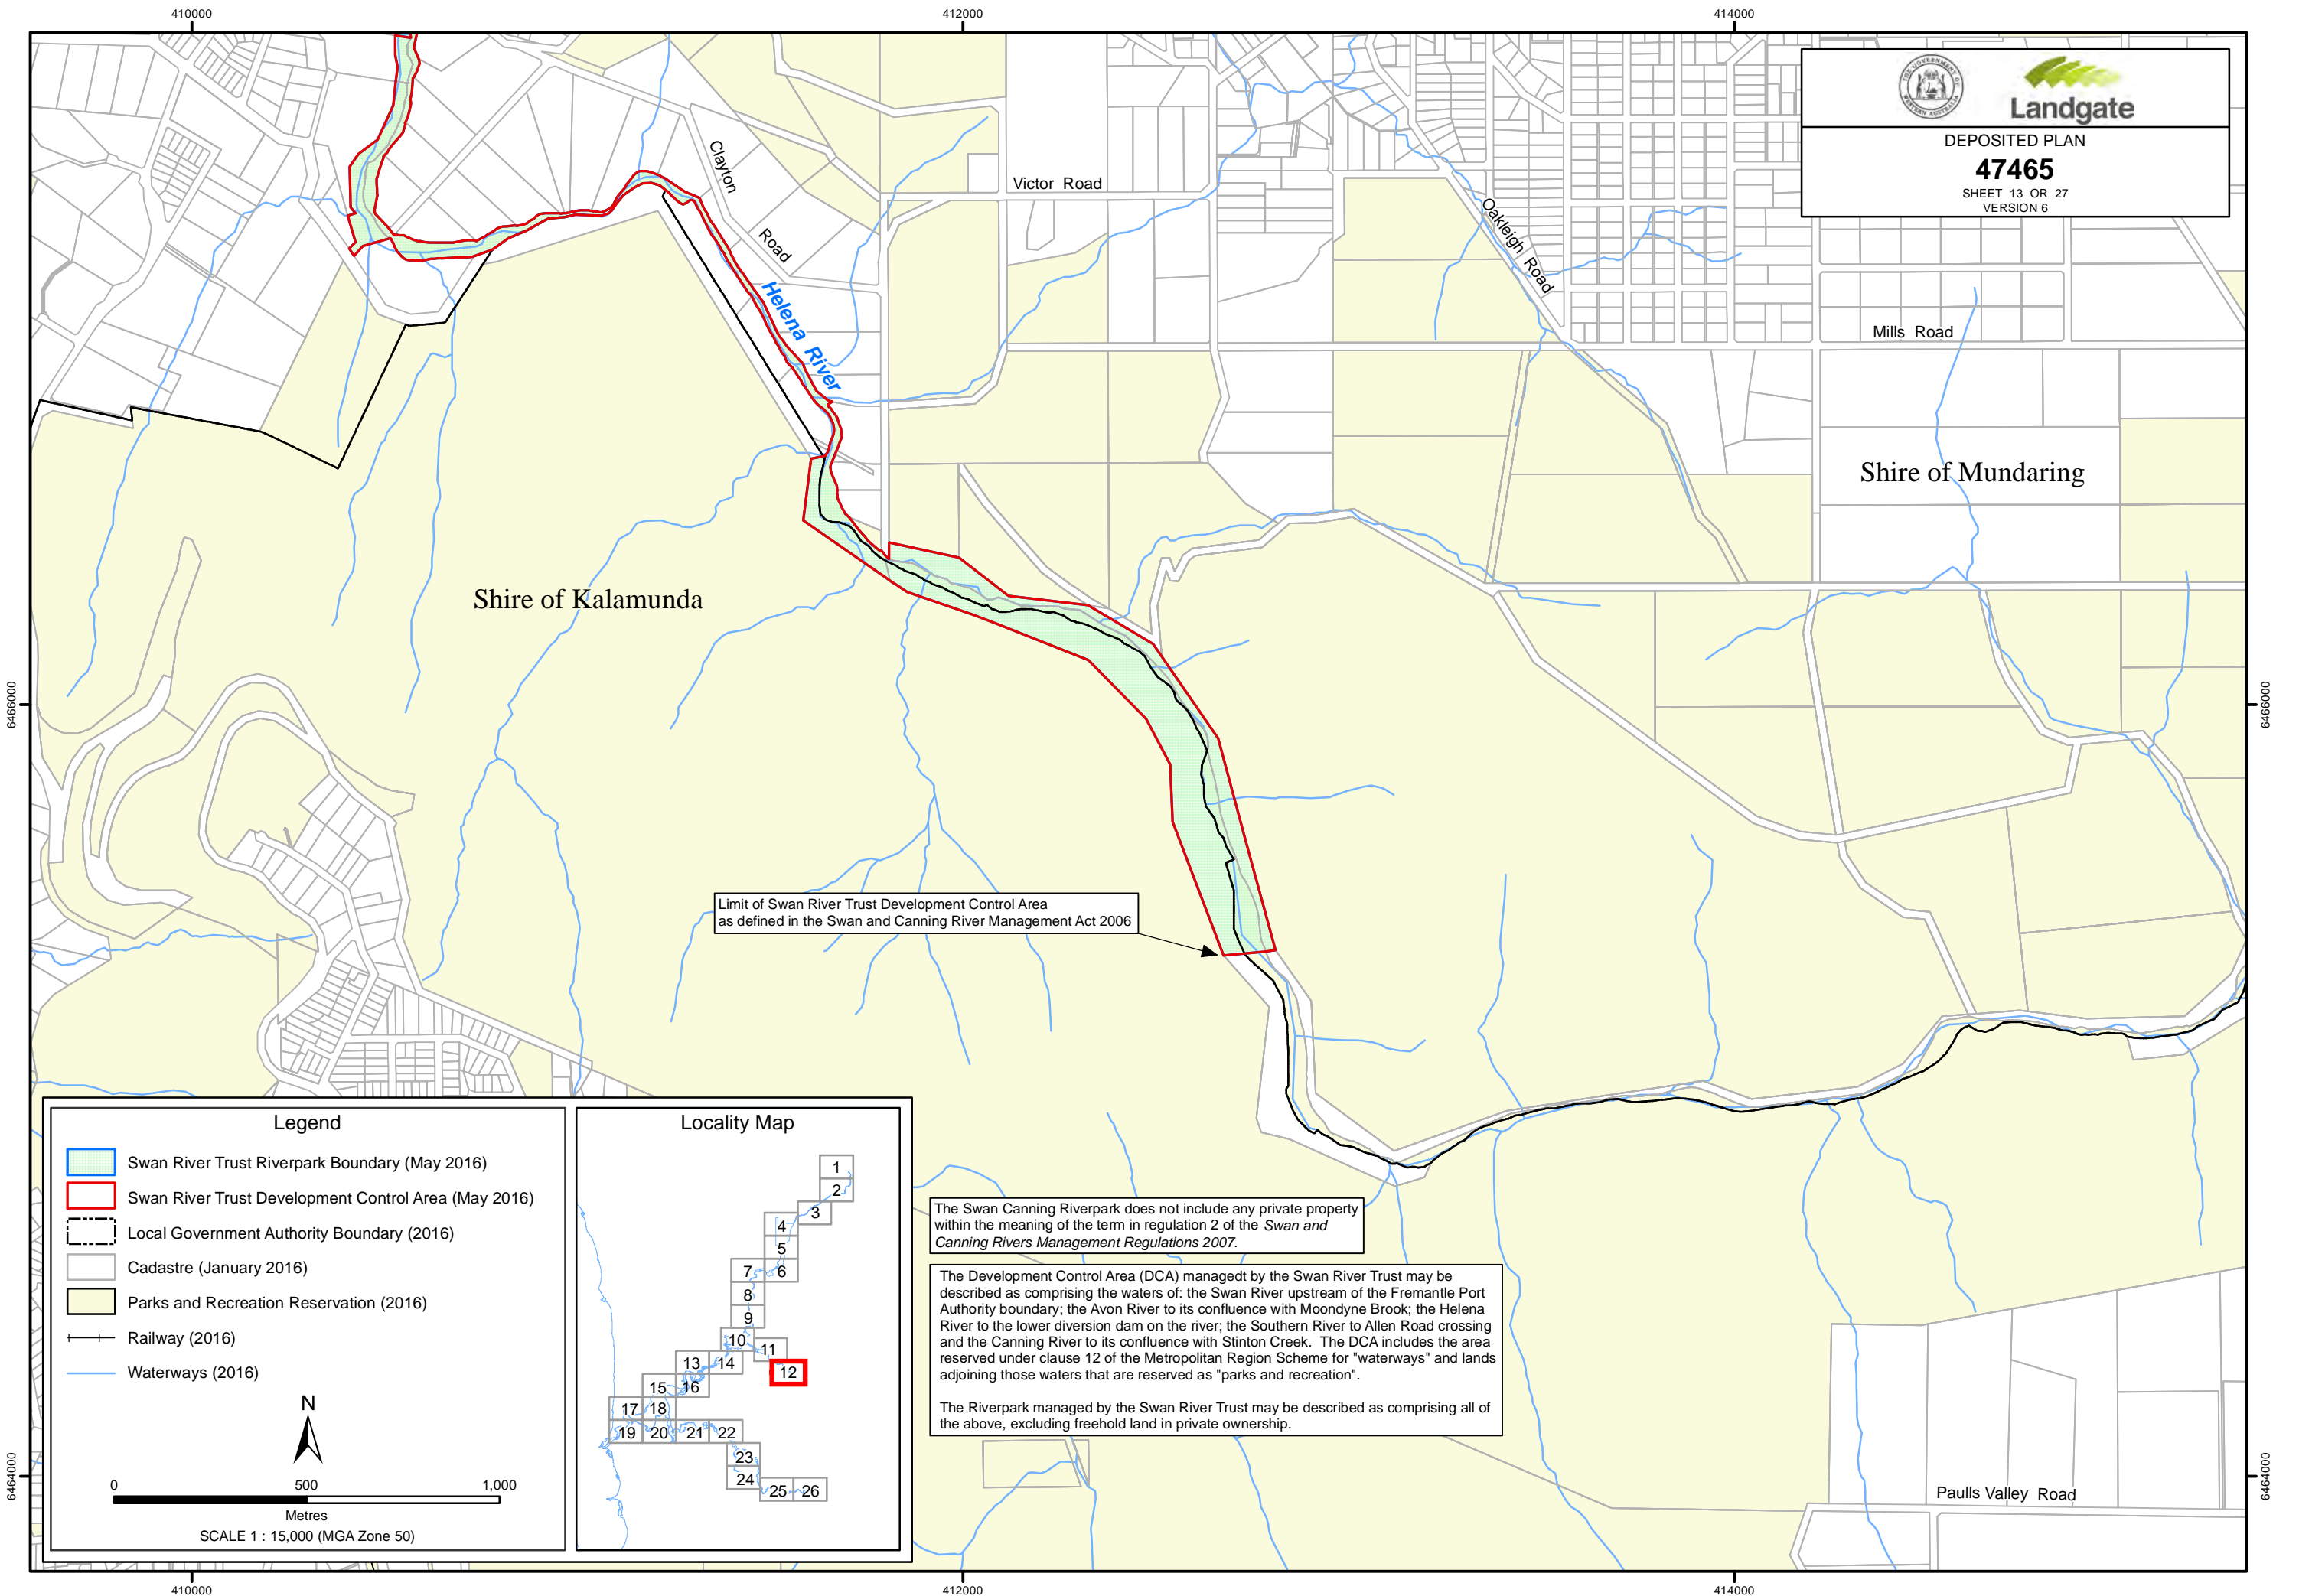 410000
412000
414000
THE GOVERNMENT OF
WESTERN AUSTRALIA
Landgate
DEPOSITED PLAN
47465
SHEET 13 OR 27
VERSION 6
Clayton
Road
Victor Road
Oakleigh Road
Helena River
Mills Road
Shire of Mundaring
Shire of Kalamunda
6466000
6466000
Limit of Swan River Trust Development Control Area
as defined in the Swan and Canning River Management Act 2006
Legend
Swan River Trust Riverpark Boundary (May 2016)
Swan River Trust Development Control Area (May 2016)
Local Government Authority Boundary (2016)
Cadastre (January 2016)
Parks and Recreation Reservation (2016)
Railway (2016)
Waterways (2016)
N
0 500 1,000
Metres
SCALE 1 : 15,000 (MGA Zone 50)
Locality Map
1
2
3
4
5
7 6
8
9
10
11
13 14
12
15 16
17 18
19 20 21 22
23
24
25 26
The Swan Canning Riverpark does not include any private property
within the meaning of the term in regulation 2 of the Swan and
Canning Rivers Management Regulations 2007.
The Development Control Area (DCA) managedt by the Swan River Trust may be
described as comprising the waters of: the Swan River upstream of the Fremantle Port
Authority boundary; the Avon River to its confluence with Moondyne Brook; the Helena
River to the lower diversion dam on the river; the Southern River to Allen Road crossing
and the Canning River to its confluence with Stinton Creek. The DCA includes the area
reserved under clause 12 of the Metropolitan Region Scheme for "waterways" and lands
adjoining those waters that are reserved as "parks and recreation".
The Riverpark managed by the Swan River Trust may be described as comprising all of
the above, excluding freehold land in private ownership.
Paulls Valley Road
6464000
6464000
410000
412000
414000